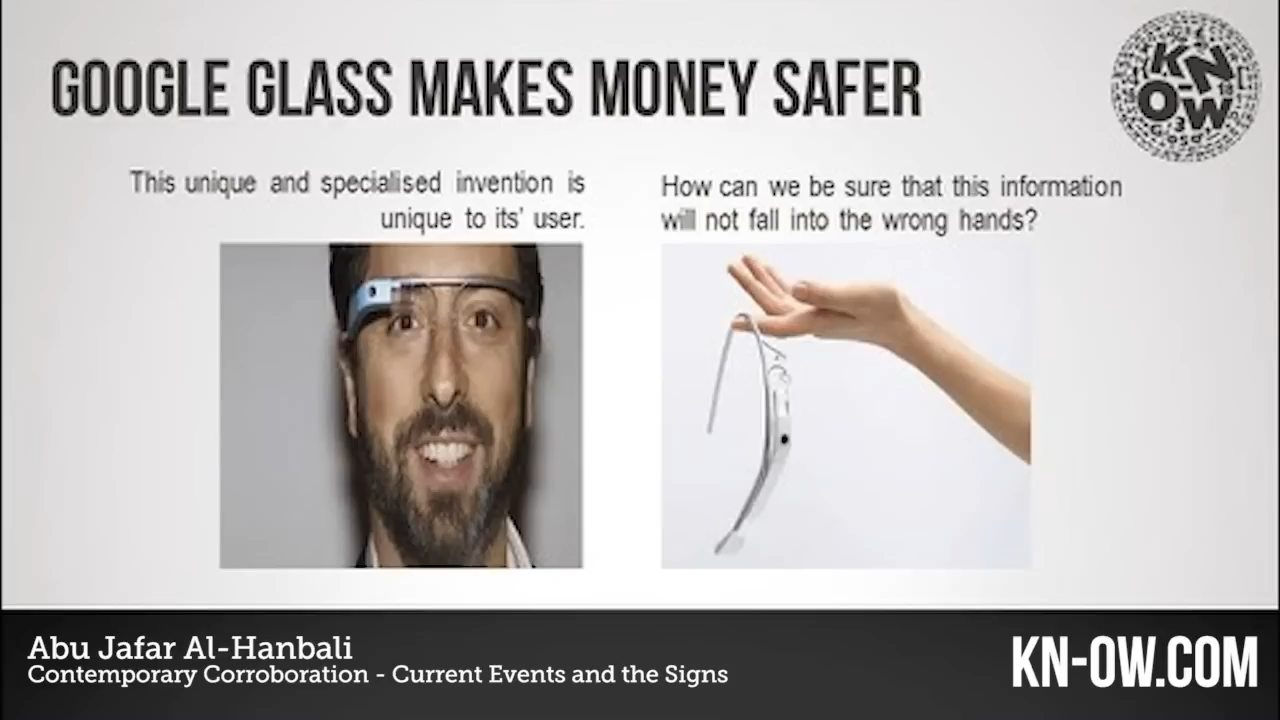 GOOGLE GLASS MAKES MONEY SAFER
KN
OW
This unique and specialised invention is
unique to its' user.
How can we be sure that this information
will not fall into the wrong hands?
Abu Jafar Al-Hanbali
Contemporary Corroboration - Current Events and the Signs
KN-OW.COM